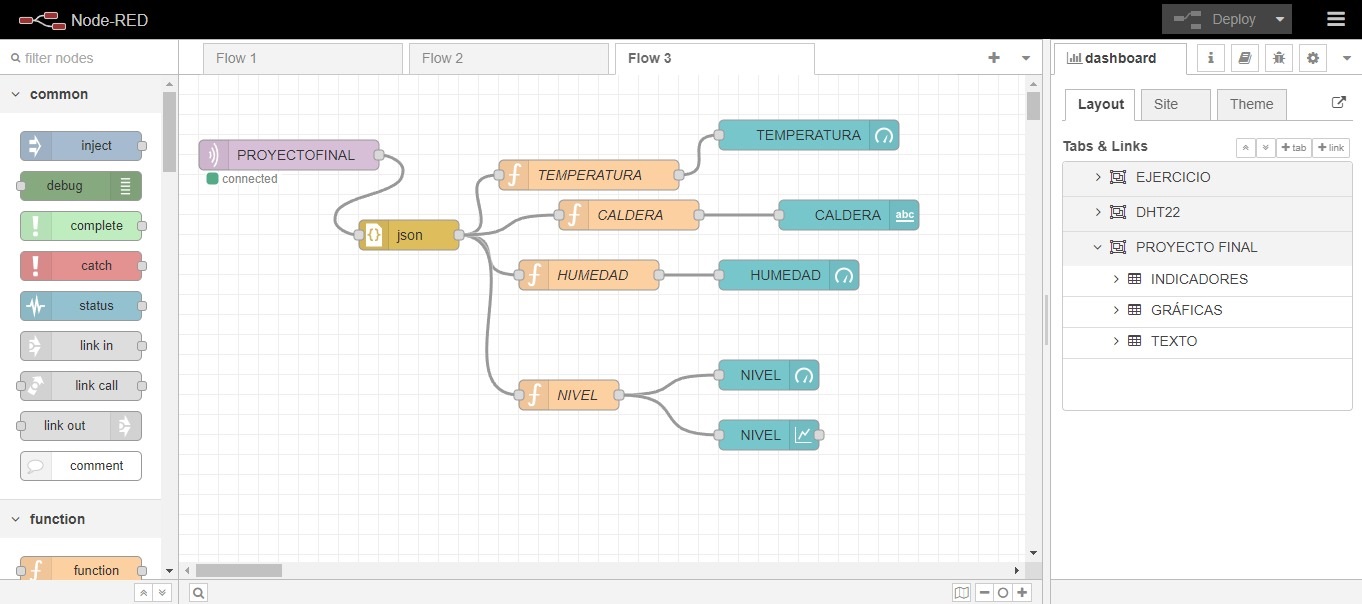 Node-RED
Deploy
filter nodes
common
inject
debug
complete
catch
status
link in
link call
link out
comment
function
function
Flow 1
Flow 2
Flow 3
PROYECTOFINAL
connected
json
TEMPERATURA
CALDERA
HUMEDAD
NIVEL
TEMPERATURA
CALDERA abc
HUMEDAD
NIVEL
NIVEL
dashboard
Layout
Site
Theme
Tabs & Links
tab
link
EJERCICIO
DHT22
PROYECTO FINAL
INDICADORES
GRÁFICAS
TEXTO